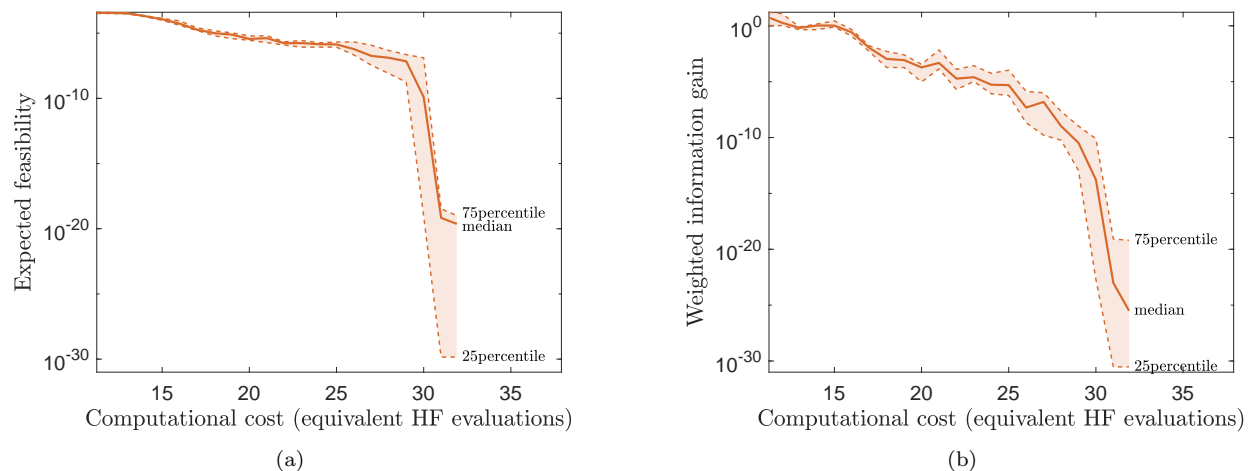 Expected feasibility
10^{-10}
10^{-20}
10^{-30}
75percentile
median
25percentile
15 20 25 30 35
Computational cost (equivalent HF evaluations)
(a)
Weighted information gain
10^{0}
10^{-10}
10^{-20}
10^{-30}
75percentile
median
25percentile
15 20 25 30 35
Computational cost (equivalent HF evaluations)
(b)